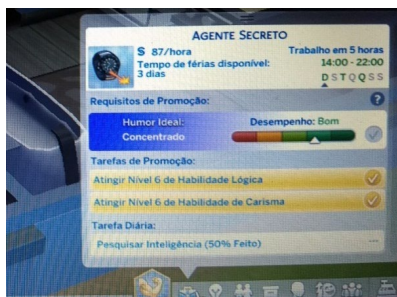 AGENTE SECRETO
$ 87/hora
Trabalho em 5 horas
Tempo de férias disponível:
3 dias
14:00 - 22:00
D S T Q Q S S
Requisitos de Promoção:
?
Humor Ideal:
Concentrado
Desempenho: Bom
Tarefas de Promoção:
Atingir Nível 6 de Habilidade Lógica
Atingir Nível 6 de Habilidade de Carisma
Tarefa Diária:
Pesquisar Inteligência (50% Feito)